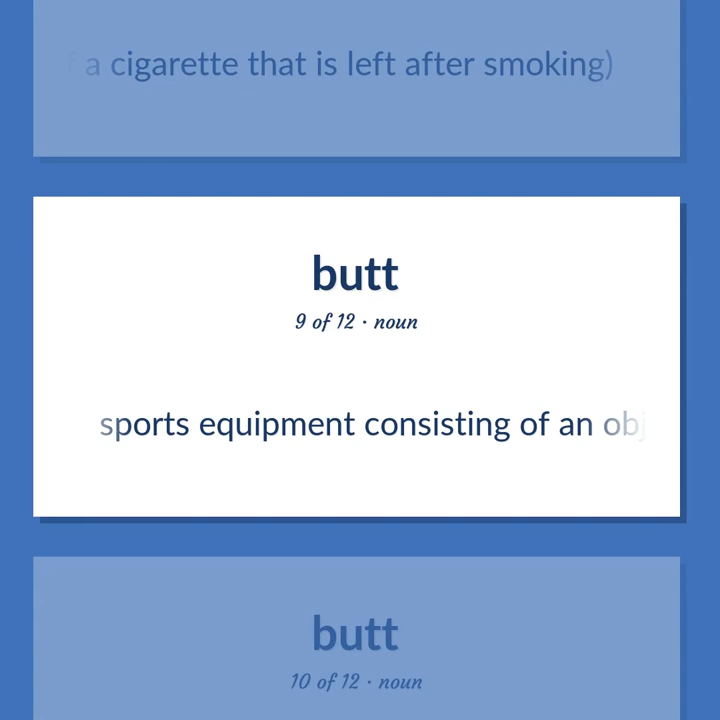 a cigarette that is left after smoking)
butt
9 of 12 · noun
sports equipment consisting of an
butt
10 of 12 · noun